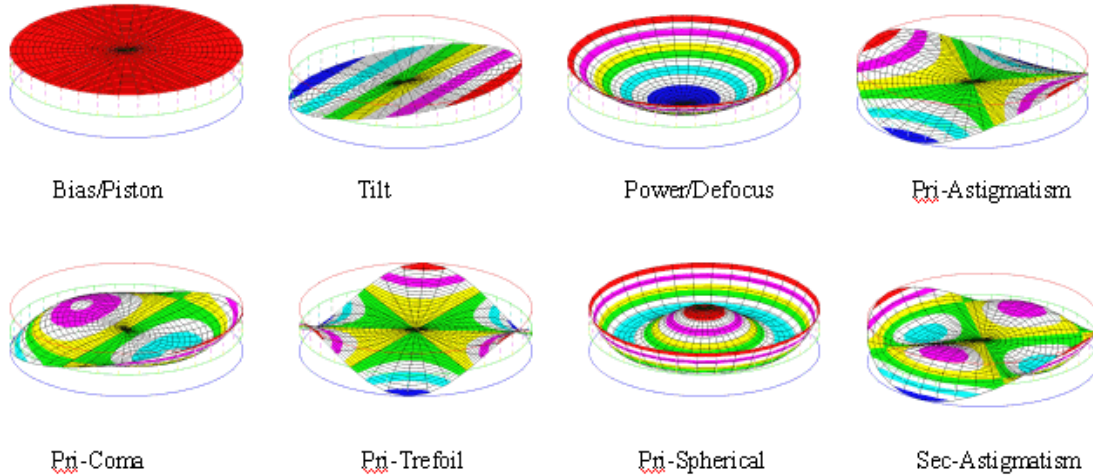 Bias/Piston
Tilt
Power/Defocus
Pri-Astigmatism
Pri-Coma
Pri-Trefoil
Pri-Spherical
Sec-Astigmatism